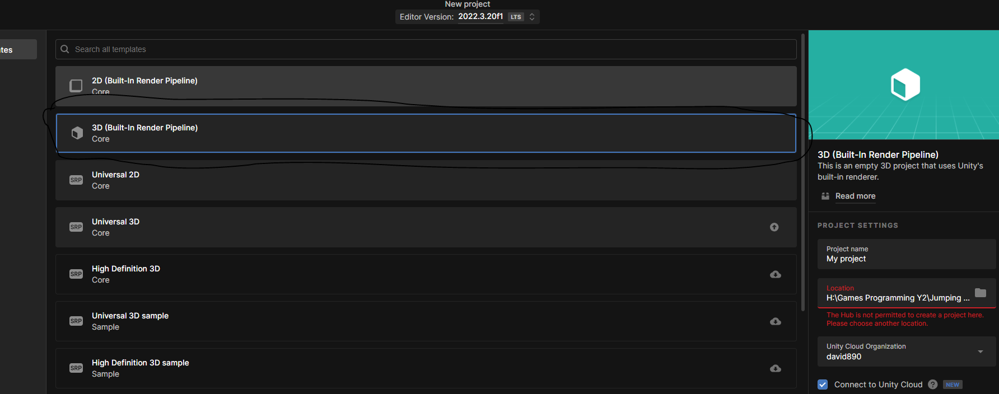 New project
Editor Version: 2022.3.20f1 LTS
Search all templates
2D (Built-In Render Pipeline)
Core
3D (Built-In Render Pipeline)
Core
SRP
Universal 2D
Core
SRP
Universal 3D
Core
SRP
High Definition 3D
Core
SRP
Universal 3D sample
Sample
SRP
High Definition 3D sample
Sample
3D (Built-In Render Pipeline)
This is an empty 3D project that uses Unity's
built-in renderer.
Read more
PROJECT SETTINGS
Project name
My project
Location
H:\Games Programming Y2\Jumping ...
The Hub is not permitted to create a project here.
Please choose another location.
Unity Cloud Organization
david890
Connect to Unity Cloud ? NEW